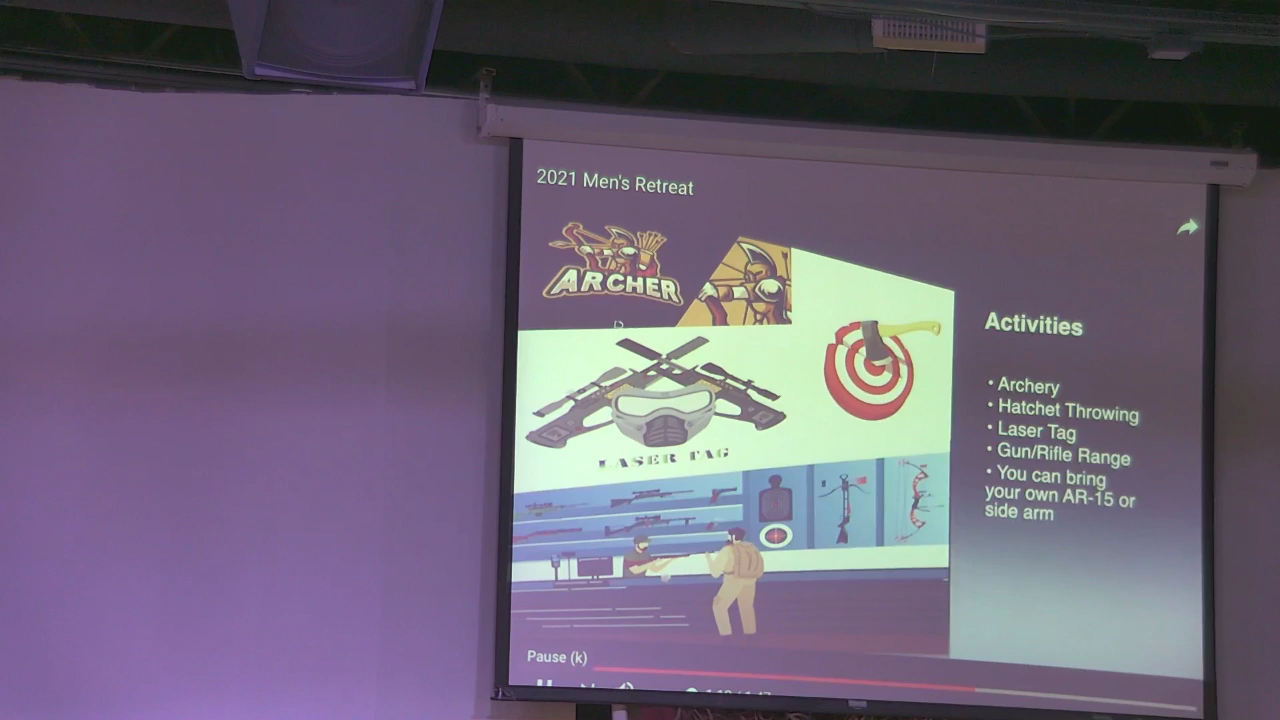 2021 Men's Retreat
ARCHER
Activities
• Archery
• Hatchet Throwing
• Laser Tag
• Gun/Rifle Range
• You can bring
your own AR-15 or
side arm
LASER TAG
Pause (k)